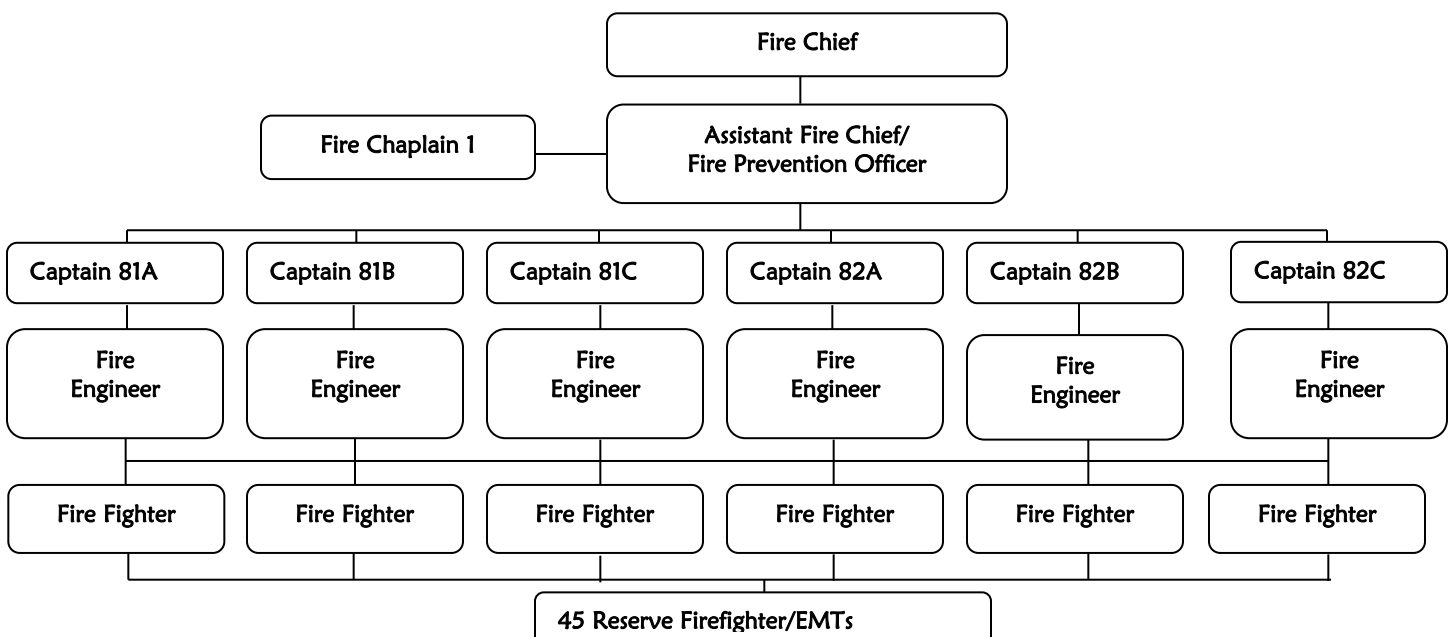 Fire Chief
Fire Chaplain 1
Assistant Fire Chief/
Fire Prevention Officer
Captain 81A
Captain 81B
Captain 81C
Captain 82A
Captain 82B
Captain 82C
Fire
Engineer
Fire
Engineer
Fire
Engineer
Fire
Engineer
Fire
Engineer
Fire
Engineer
Fire Fighter
Fire Fighter
Fire Fighter
Fire Fighter
Fire Fighter
Fire Fighter
45 Reserve Firefighter/EMTs